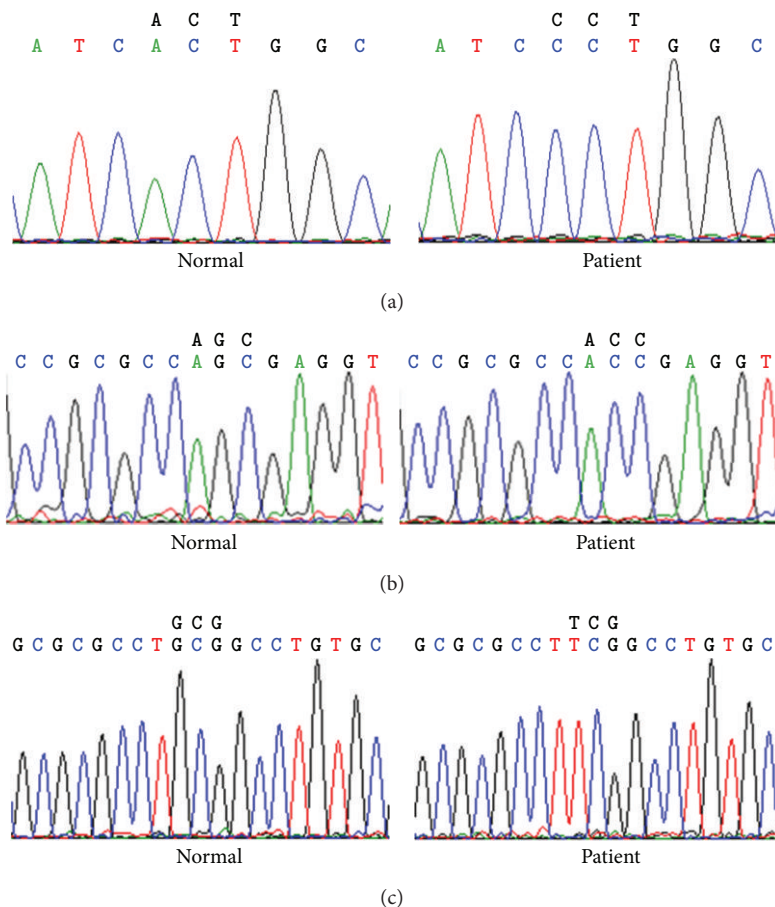 A C T
A T C A C T G G C
C C T
A T C C C T G G C
Normal
Patient
(a)
A G C
C C G C G C C A G C G A G G T
A C C
C C G C G C C A C C G A G G T
Normal
Patient
(b)
G C G
G C G C G C C T G C G G C C T G T G C
T C G
G C G C G C C T T C G G C C T G T G C
Normal
Patient
(c)